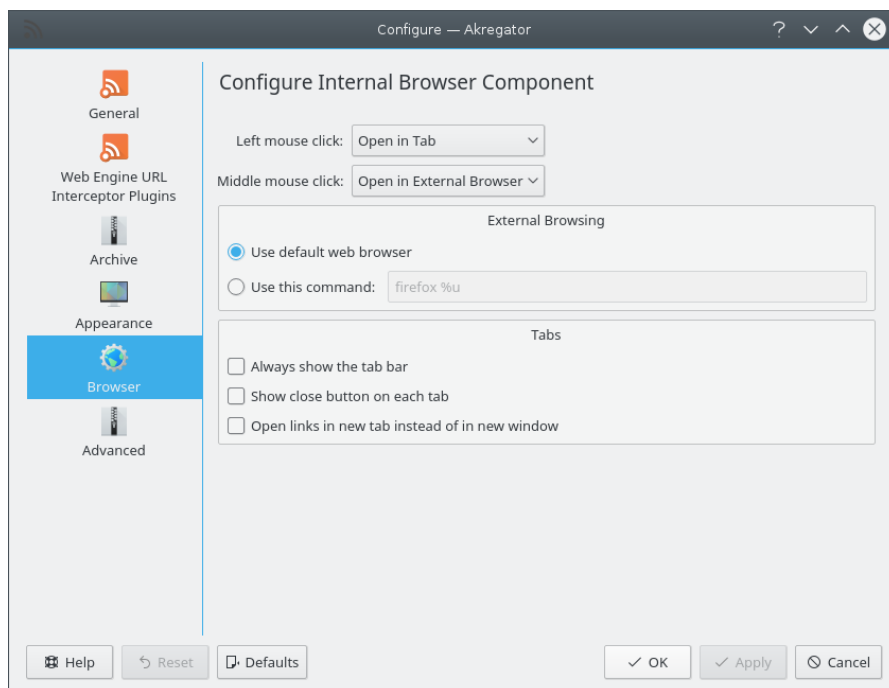 Configure — Akregator
General
Web Engine URL
Interceptor Plugins
Archive
Appearance
Browser
Advanced
Configure Internal Browser Component
Left mouse click: Open in Tab
Middle mouse click: Open in External Browser
External Browsing
Use default web browser
Use this command: firefox %u
Tabs
Always show the tab bar
Show close button on each tab
Open links in new tab instead of in new window
Help Reset Defaults OK Apply Cancel